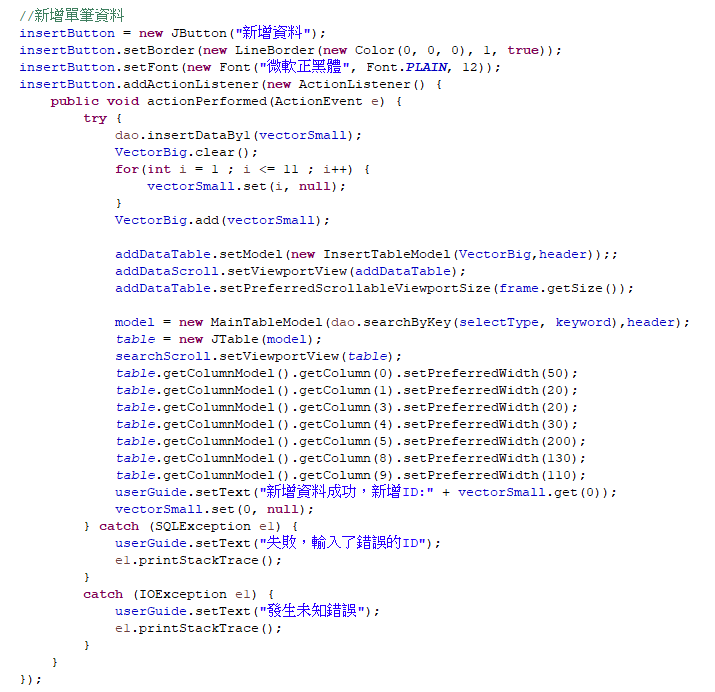 //新增單筆資料
insertButton = new JButton("新增資料");
insertButton.setBorder(new LineBorder(new Color(0, 0, 0), 1, true));
insertButton.setFont(new Font("微軟正黑體", Font.PLAIN, 12));
insertButton.addActionListener(new ActionListener() {
    public void actionPerformed(ActionEvent e) {
        try {
            dao.insertDataBy1(vectorSmall);
            VectorBig.clear();
            for(int i = 1 ; i <= 11 ; i++) {
                vectorSmall.set(i, null);
            }
            VectorBig.add(vectorSmall);

            addDataTable.setModel(new InsertTableModel(VectorBig,header));;
            addDataScroll.setViewportView(addDataTable);
            addDataTable.setPreferredScrollableViewportSize(frame.getSize());

            model = new MainTableModel(dao.searchByKey(selectType, keyword),header);
            table = new JTable(model);
            searchScroll.setViewportView(table);
            table.getColumnModel().getColumn(0).setPreferredWidth(50);
            table.getColumnModel().getColumn(1).setPreferredWidth(20);
            table.getColumnModel().getColumn(3).setPreferredWidth(20);
            table.getColumnModel().getColumn(4).setPreferredWidth(30);
            table.getColumnModel().getColumn(5).setPreferredWidth(200);
            table.getColumnModel().getColumn(8).setPreferredWidth(130);
            table.getColumnModel().getColumn(9).setPreferredWidth(110);
            userGuide.setText("新增資料成功，新增ID:" + vectorSmall.get(0));
            vectorSmall.set(0, null);
        } catch (SQLException e1) {
            userGuide.setText("失敗，輸入了錯誤的ID");
            e1.printStackTrace();
        }
        catch (IOException e1) {
            userGuide.setText("發生未知錯誤");
            e1.printStackTrace();
        }
    }
});